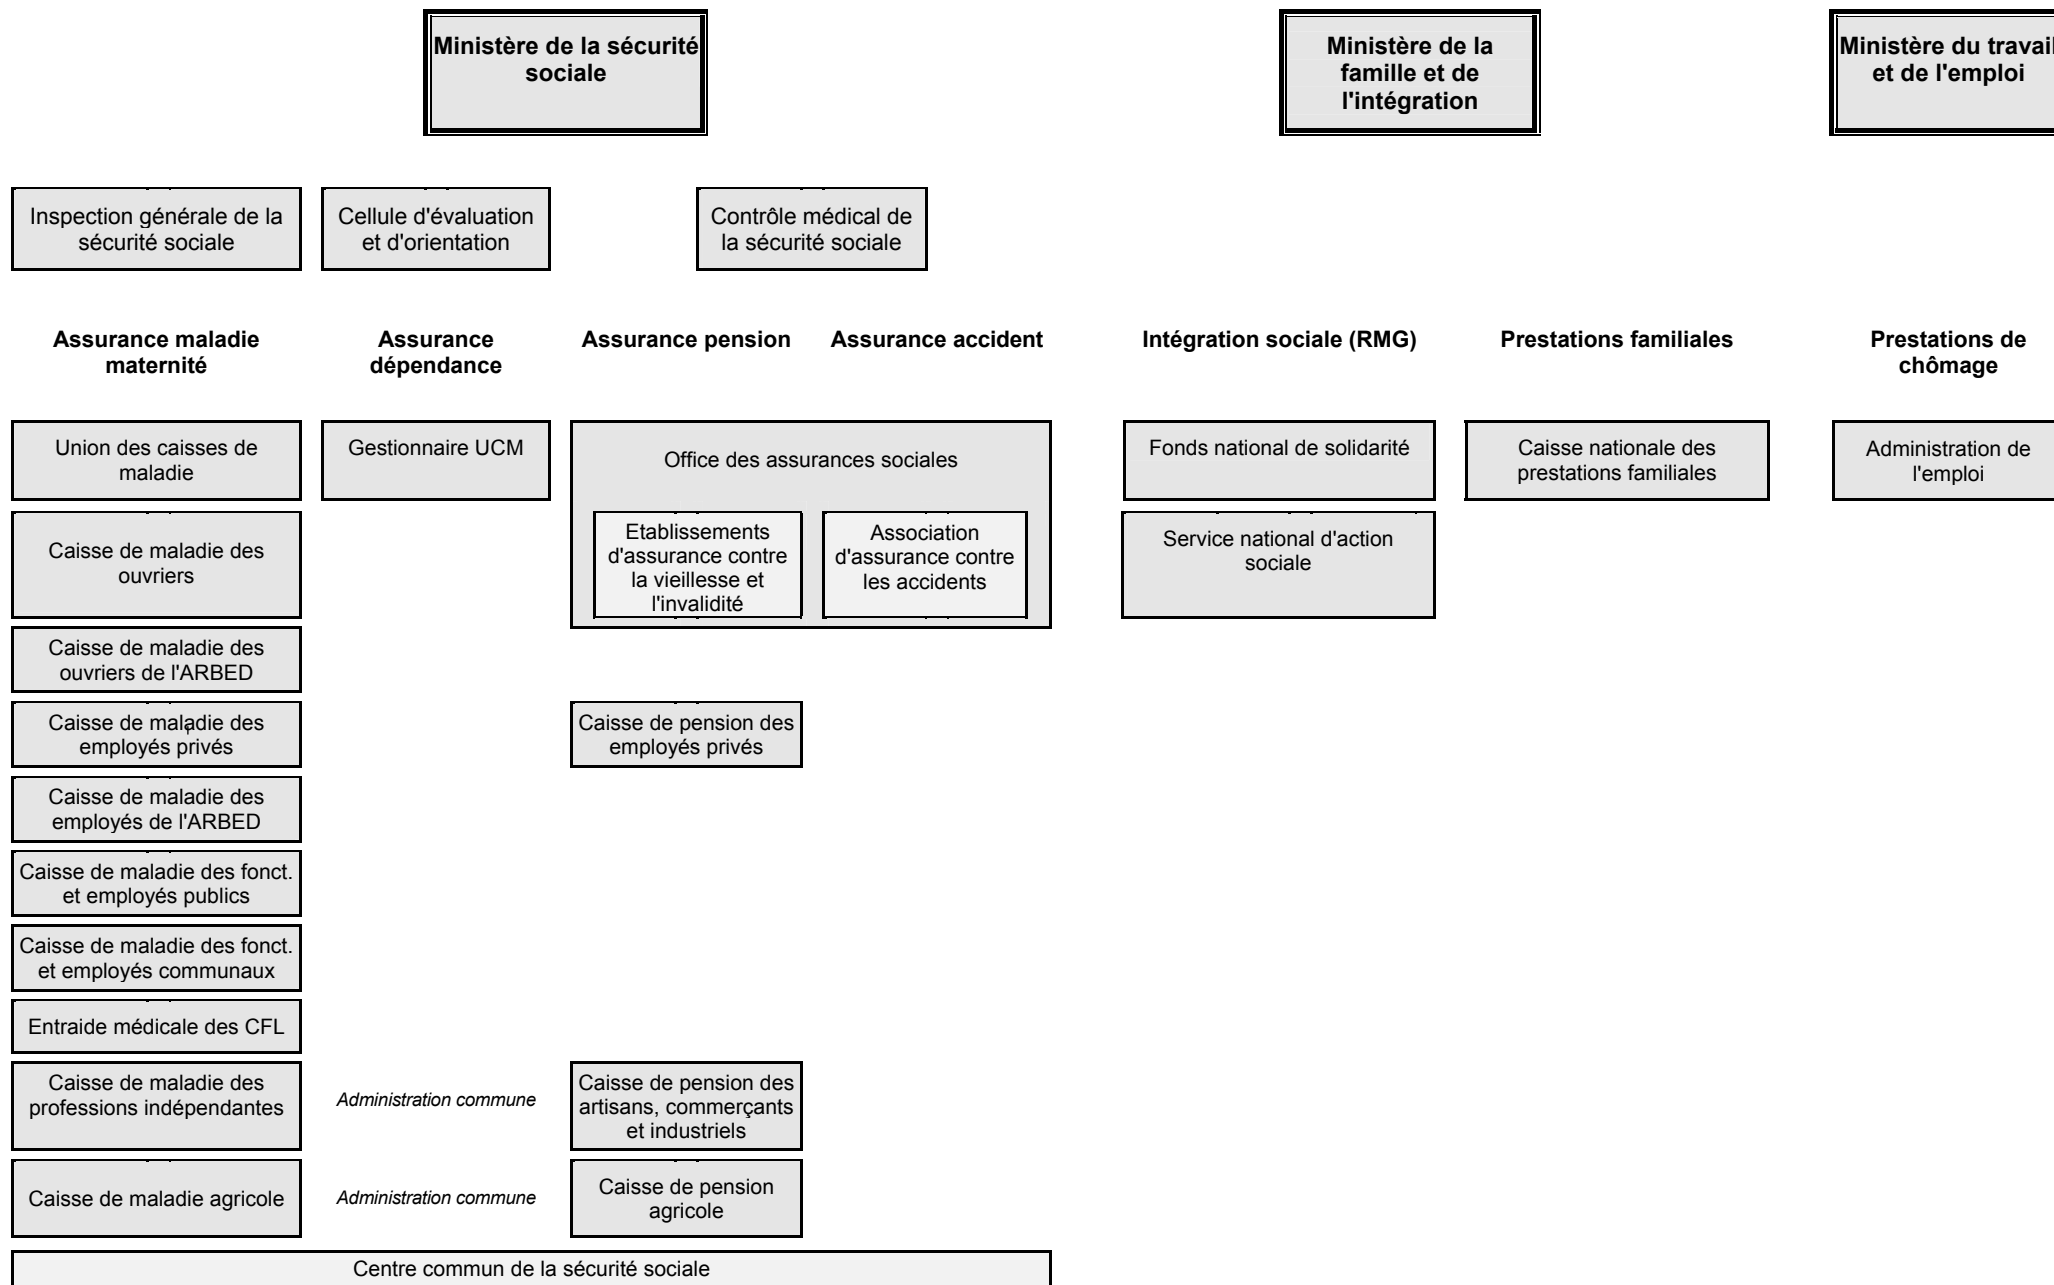 Ministère de la sécurité
sociale
Ministère de la
famille et de
l'intégration
Ministère du travail
et de l'emploi
Inspection générale de la
sécurité sociale
Cellule d'évaluation
et d'orientation
Contrôle médical de
la sécurité sociale
Assurance maladie
maternité
Assurance
dépendance
Assurance pension
Assurance accident
Intégration sociale (RMG)
Prestations familiales
Prestations de
chômage
Union des caisses de
maladie
Gestionnaire UCM
Office des assurances sociales
Fonds national de solidarité
Caisse nationale des
prestations familiales
Administration de
l'emploi
Caisse de maladie des
ouvriers
Etablissements
d'assurance contre
la vieillesse et
l'invalidité
Association
d'assurance contre
les accidents
Service national d'action
sociale
Caisse de maladie des
ouvriers de l'ARBED
Caisse de maladie des
employés privés
Caisse de pension des
employés privés
Caisse de maladie des
employés de l'ARBED
Caisse de maladie des fonct.
et employés publics
Caisse de maladie des fonct.
et employés communaux
Entraide médicale des CFL
Caisse de maladie des
professions indépendantes
Administration commune
Caisse de pension des
artisans, commerçants
et industriels
Caisse de maladie agricole
Administration commune
Caisse de pension
agricole
Centre commun de la sécurité sociale